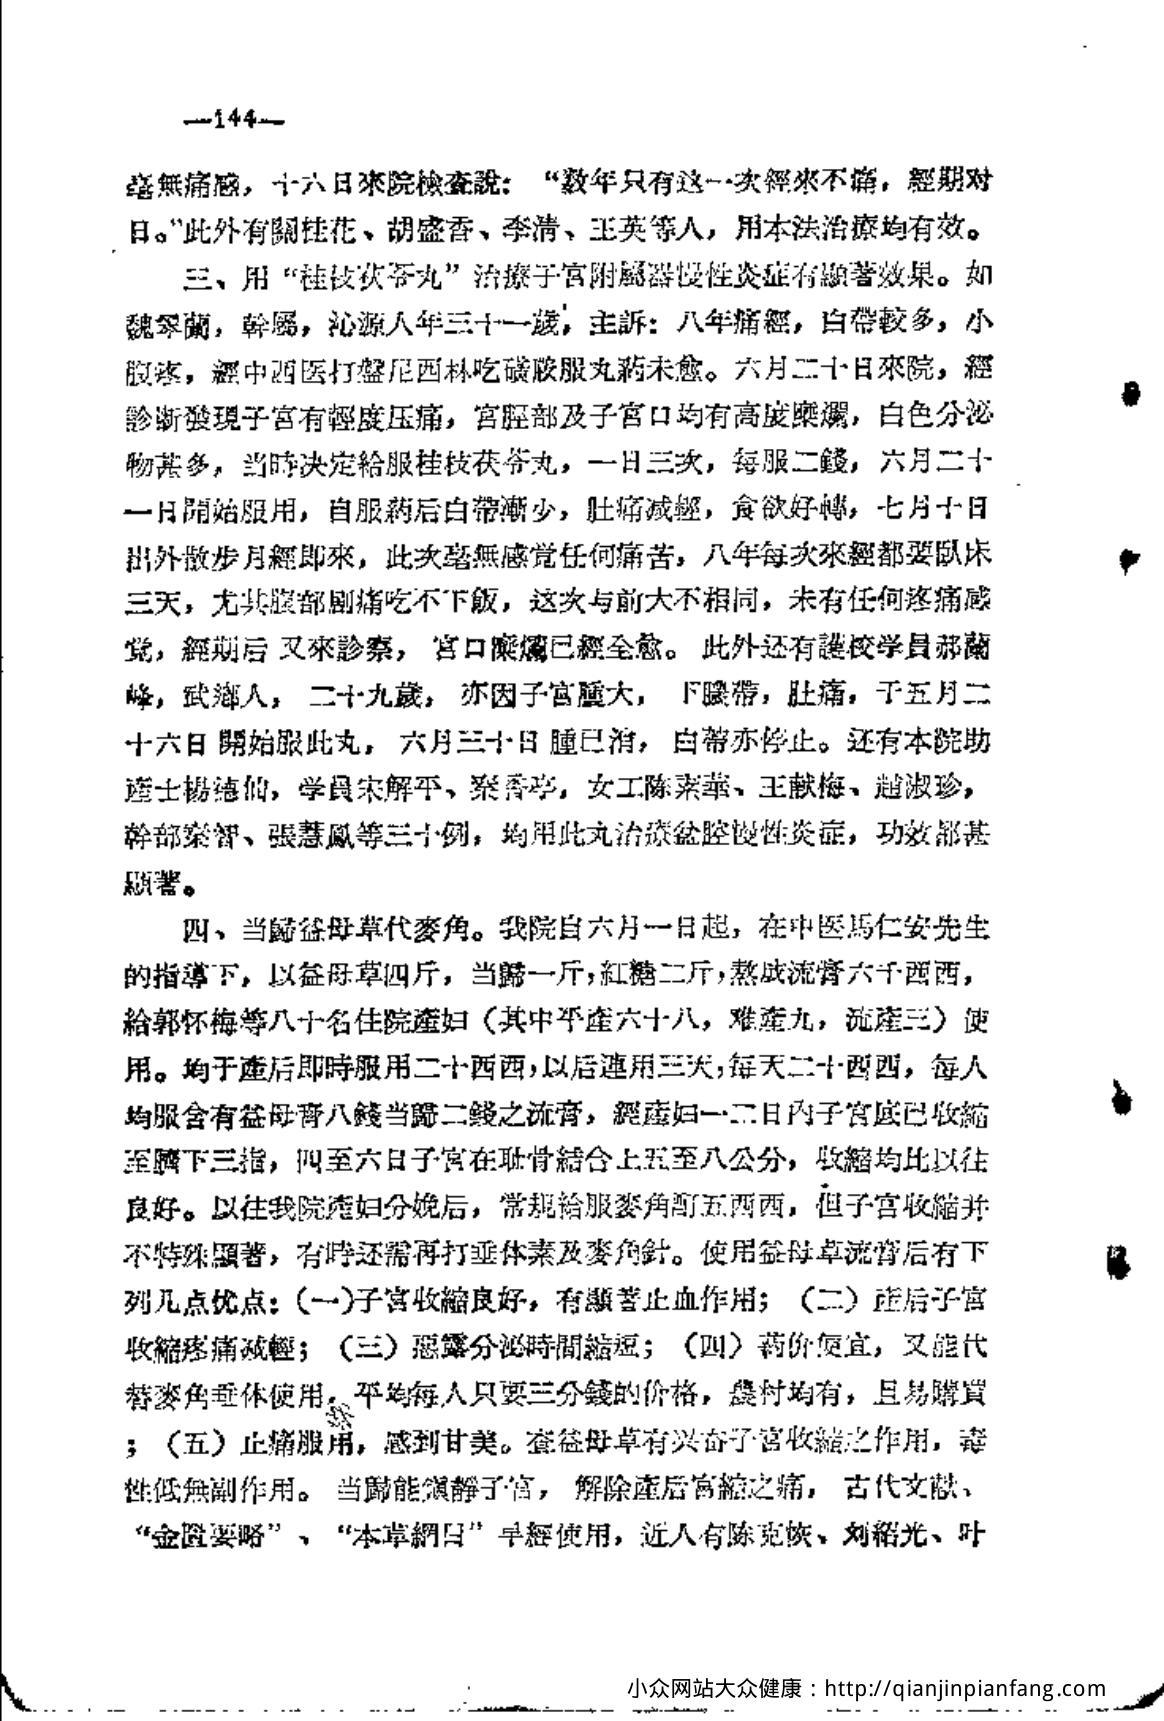 —144—
毫無痛感，十六日來院檢查說：“数年只有这一次經來不痛，經期对
日。”此外有關桂花、胡盛香、李清、王英等人，用本法治療均有效。
三、用“桂枝茯苓丸”治療子宮附屬器慢性炎症有顯著效果。如
魏翠蘭，幹屬，沁源人年三十一歲，主訴：八年痛經，白帶較多，小
腹疼，經中西医打盤尼西林吃磺胺服丸葯未愈。六月二十日來院，經
診断發現子宮有輕度压痛，宮脛部及子宮口均有高度糜爛，白色分泌
物甚多，当時决定給服桂枝茯苓丸，一日三次，每服二錢，六月二十
一日開始服用，自服葯后白帶漸少，肚痛减輕，食欲好轉，七月十日
出外散步月經即來，此次毫無感覚任何痛苦，八年每次來經都要臥床
三天，尤其腹部剧痛吃不下飯，这次与前大不相同，未有任何疼痛感
覚，經期后又來診察，宮口糜爛已經全愈。此外还有護校学員郝蘭
峰，武鄉人，二十九歲，亦因子宮腫大，下腹帶，肚痛，于五月二
十六日開始服此丸，六月三十日腫已消，白帶亦停止。还有本院助
產士楊德仙，学員宋解平、梁香亭，女工陈素華、王献梅、趙淑珍，
幹部栾智、張慧鳳等三十例，均用此丸治療盆腔慢性炎症，功效都甚
顯著。
四、当歸益母草代麥角。我院自六月一日起，在中医馬仁安先生
的指導下，以益母草四斤，当歸一斤，紅糖二斤，熬成流膏六千西西，
給郭怀梅等八十名住院產妇（其中平產六十八，难產九，流產三）使
用。均于產后即時服用二十西西，以后連用三天，每天二十西西，每人
均服含有益母膏八錢当歸二錢之流膏，經產妇一二日內子宮底已收縮
至臍下三指，四至六日子宮在耻骨結合上五至八公分，收縮均比以往
良好。以往我院產妇分娩后，常規給服麥角酊五西西，但子宮收縮并
不特殊顯著，有時还需再打垂体素及麥角針。使用益母草流膏后有下
列几点优点：（一）子宮收縮良好，有顯著止血作用；（二）產后子宮
收縮疼痛减輕；（三）惡露分泌時間縮短；（四）葯价便宜，又能代
替麥角垂体使用，平均每人只要三分錢的价格，農村均有，且易購買
；（五）止痛服用，感到甘美。查益母草有兴奋子宮收縮之作用，毒
性低無副作用。当歸能鎮靜子宮，解除產后宮縮之痛，古代文献、
“金匱要略”、“本草網目”早經使用，近人有陈克恢、刘紹光、叶
小众网站大众健康：http://qianjinpianfang.com